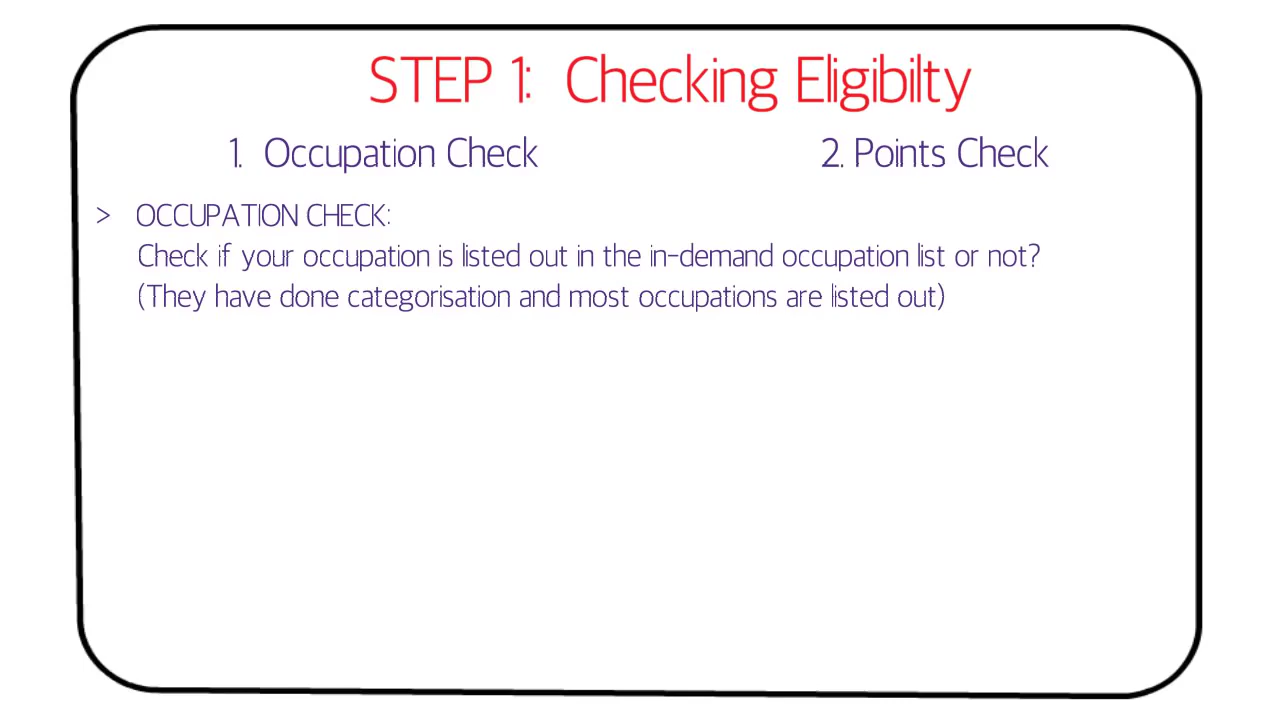 STEP 1:  Checking Eligibilty
1.  Occupation Check
2. Points Check
>  OCCUPATION CHECK:
Check if your occupation is listed out in the in-demand occupation list or not?
(They have done categorisation and most occupations are listed out)